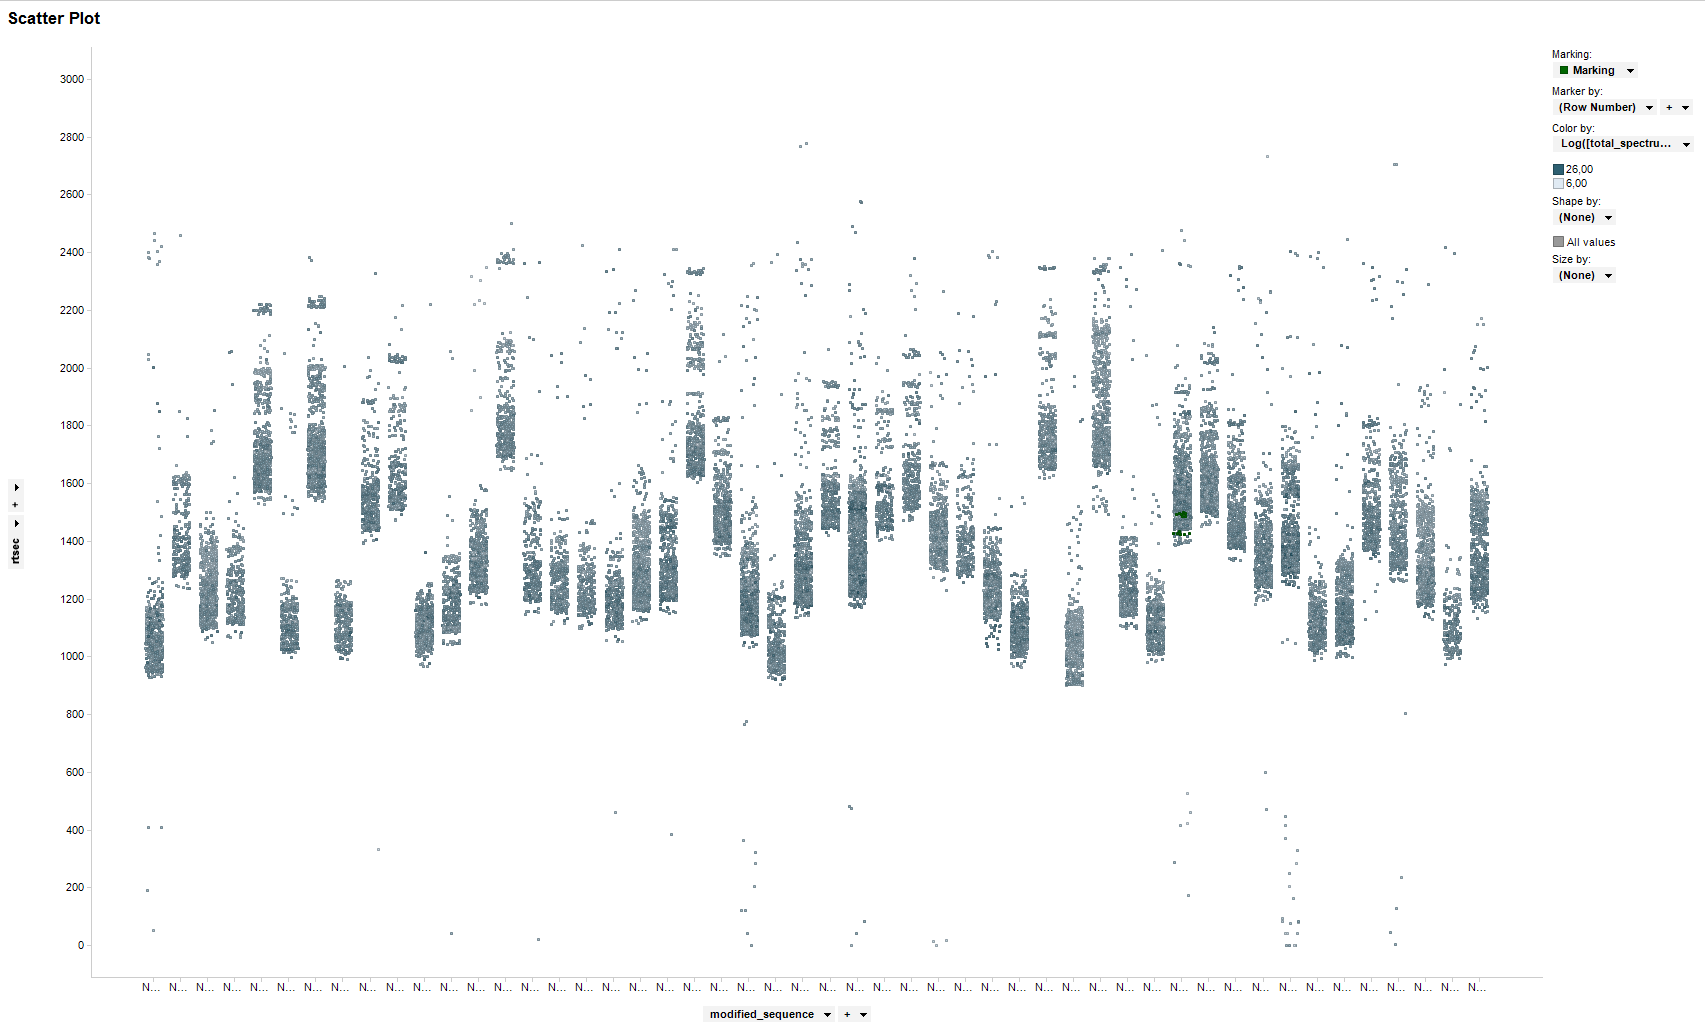 Scatter Plot
3000
2800
2600
2400
2200
2000
1800
1600
1400
1200
1000
800
600
400
200
0
rtsec
+
N... N... N... N... N... N... N... N... N... N... N... N... N... N... N... N... N... N... N... N... N... N... N... N... N... N... N... N... N... N... N... N... N... N... N... N... N... N... N... N... N... N... N... N... N... N... N... N... N... N...
modified_sequence +
Marking:
Marking
Marker by:
(Row Number) +
Color by:
Log([total_spectru...
26,00
6,00
Shape by:
(None)
All values
Size by:
(None)